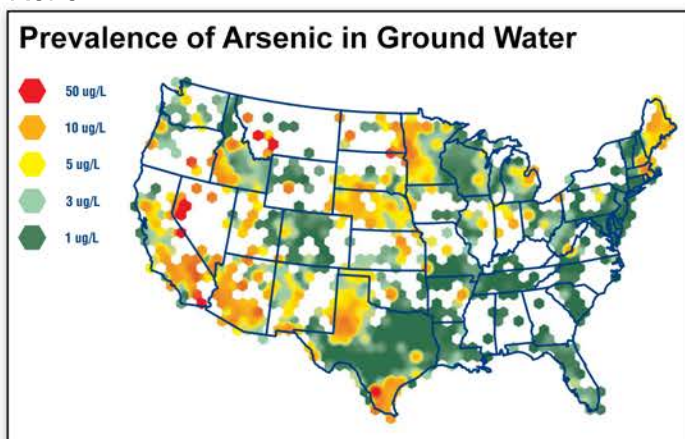 Prevalence of Arsenic in Ground Water
50 ug/L
10 ug/L
5 ug/L
3 ug/L
1 ug/L